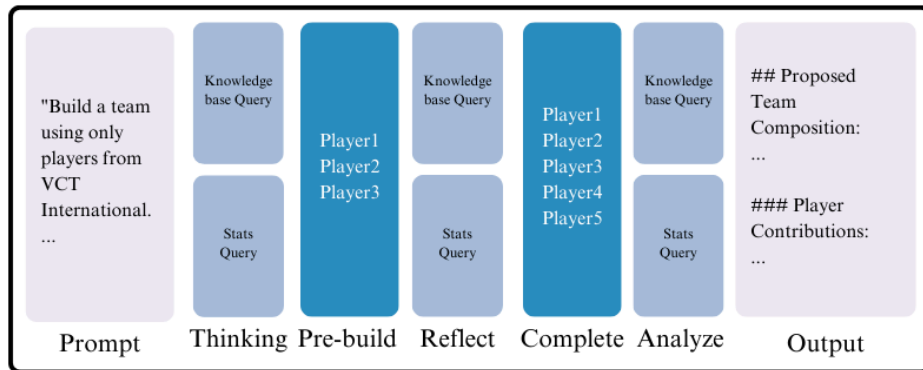 "Build a team
using only
players from
VCT
International.
...
Prompt
Knowledge
base Query
Stats
Query
Thinking
Player1
Player2
Player3
Pre-build
Knowledge
base Query
Stats
Query
Reflect
Player1
Player2
Player3
Player4
Player5
Complete
Knowledge
base Query
Stats
Query
Analyze
## Proposed
Team
Composition:
...
### Player
Contributions:
...
Output